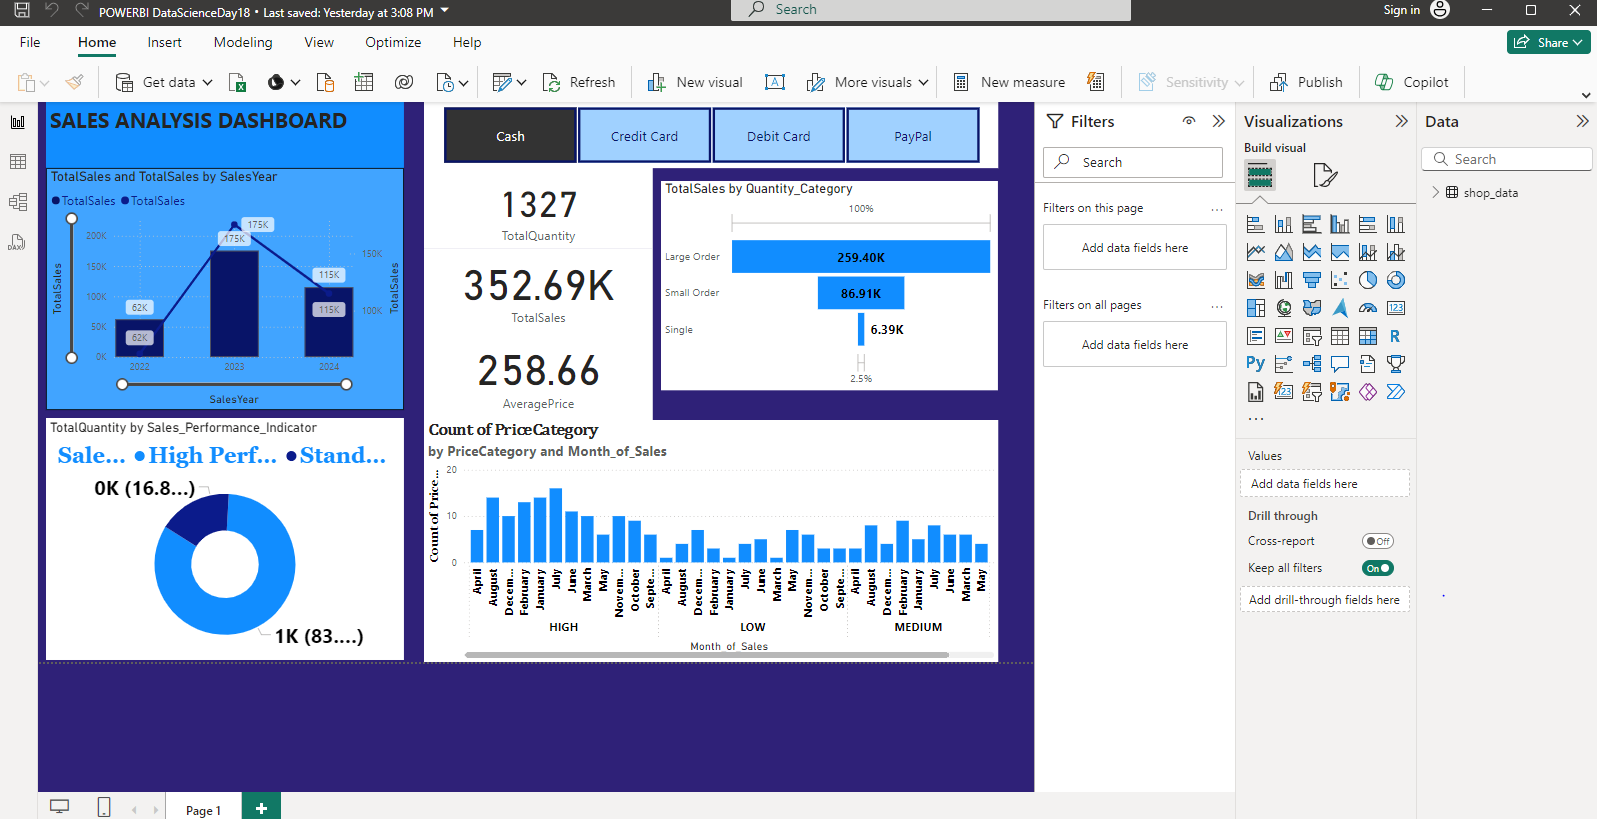 POWERBI DataScienceDay18 • Last saved: Yesterday at 3:08 PM
Search
Sign in
File Home Insert Modeling View Optimize Help
Share
Get data
Refresh
New visual
More visuals
New measure
Sensitivity
Publish
Copilot
SALES ANALYSIS DASHBOARD
TotalSales and TotalSales by SalesYear
TotalSales TotalSales
200K
150K
100K
50K
0K
150K
100K
TotalSales
TotalSales
62K
62K
175K
175K
115K
115K
2022 2023 2024
SalesYear
TotalQuantity by Sales_Performance_Indicator
Sale... High Perf... Stand...
0K (16.8...)
1K (83....)
Cash Credit Card Debit Card PayPal
1327
TotalQuantity
352.69K
TotalSales
258.66
AveragePrice
TotalSales by Quantity_Category
100%
Large Order 259.40K
Small Order 86.91K
Single 6.39K
2.5%
Count of PriceCategory
by PriceCategory and Month_of_Sales
Count of Price...
20
10
0
April August Decem... February January July June March May Novem... October Septe... April August Decem... February January July June March May Novem... October Septe... April August Decem... February January July June March May
HIGH LOW MEDIUM
Month_of_Sales
Filters
Search
Filters on this page ...
Add data fields here
Filters on all pages ...
Add data fields here
Visualizations
Build visual
123
R
Py
...
Values
Add data fields here
Drill through
Cross-report Off
Keep all filters On
Add drill-through fields here
Data
Search
shop_data
DAX
Page 1
+